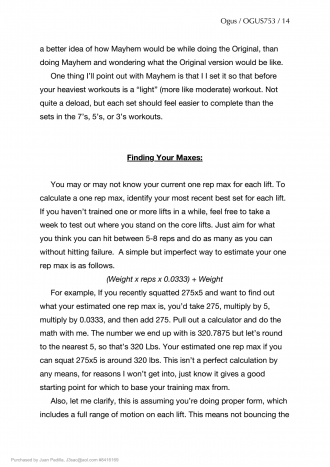 Ogus / OGUS753 / 14
a better idea of how Mayhem would be while doing the Original, than
doing Mayhem and wondering what the Original version would be like.
One thing I'll point out with Mayhem is that I I set it so that before
your heaviest workouts is a "light" (more like moderate) workout. Not
quite a deload, but each set should feel easier to complete than the
sets in the 7's, 5's, or 3's workouts.
Finding Your Maxes:
You may or may not know your current one rep max for each lift. To
calculate a one rep max, identify your most recent best set for each lift.
If you haven't trained one or more lifts in a while, feel free to take a
week to test out where you stand on the core lifts. Just aim for what
you think you can hit between 5-8 reps and do as many as you can
without hitting failure. A simple but imperfect way to estimate your one
rep max is as follows.
(Weight x reps x 0.0333) + Weight
For example, If you recently squatted 275x5 and want to find out
what your estimated one rep max is, you'd take 275, multiply by 5,
multiply by 0.0333, and then add 275. Pull out a calculator and do the
math with me. The number we end up with is 320.7875 but let's round
to the nearest 5, so that's 320 Lbs. Your estimated one rep max if you
can squat 275x5 is around 320 lbs. This isn't a perfect calculation by
any means, for reasons I won't get into, just know it gives a good
starting point for which to base your training max from.
Also, let me clarify, this is assuming you're doing proper form, which
includes a full range of motion on each lift. This means not bouncing the
Purchased by Juan Padilla,